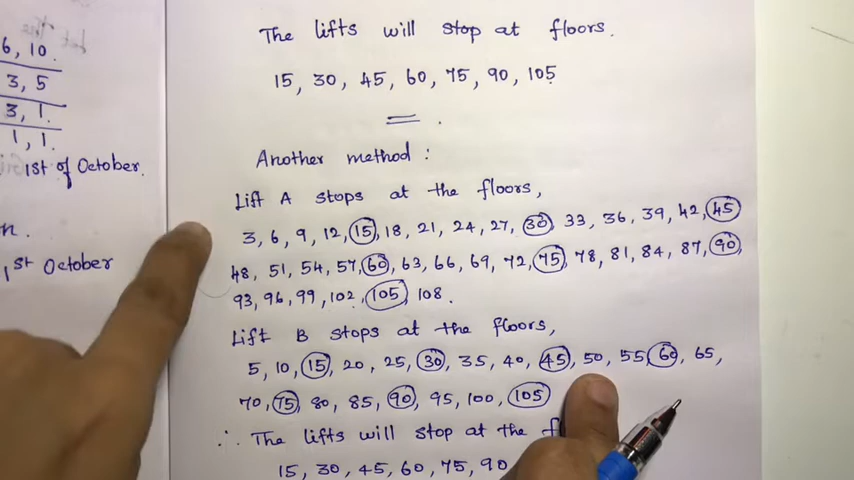 6, 10.
3, 5
3, 1.
1, 1.
1st of October.
n.
1st October
The lifts will stop at floors.
15, 30, 45, 60, 75, 90, 105.
Another method :
Lift A stops at the floors,
3, 6, 9, 12, 15, 18, 21, 24, 27, 30, 33, 36, 39, 42, 45,
48, 51, 54, 57, 60, 63, 66, 69, 72, 75, 78, 81, 84, 87, 90,
93, 96, 99, 102, 105, 108.
Lift B stops at the floors,
5, 10, 15, 20, 25, 30, 35, 40, 45, 50, 55, 60, 65,
70, 75, 80, 85, 90, 95, 100, 105
∴ The lifts will stop at the
15, 30, 45, 60, 75, 90